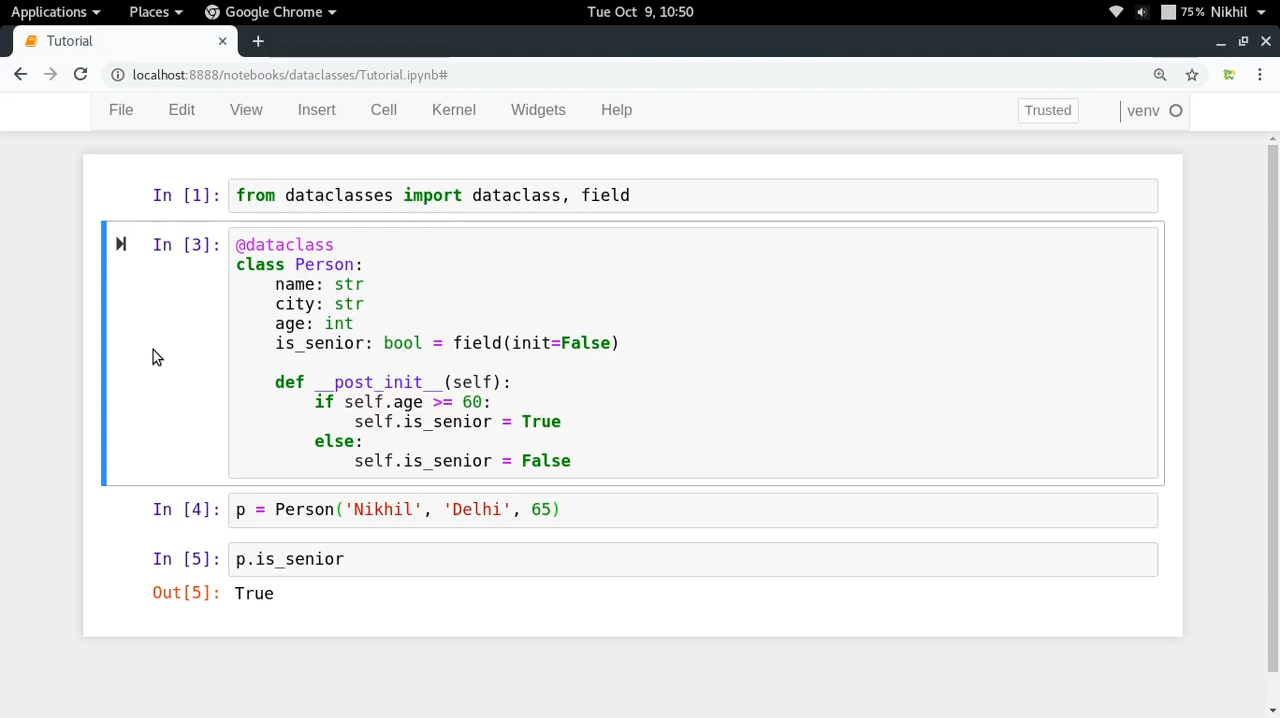 Applications Places Google Chrome Tue Oct 9, 10:50 75% Nikhil
Tutorial
localhost:8888/notebooks/dataclasses/Tutorial.ipynb#
File Edit View Insert Cell Kernel Widgets Help Trusted venv
In [1]: from dataclasses import dataclass, field
In [3]: @dataclass
class Person:
    name: str
    city: str
    age: int
    is_senior: bool = field(init=False)
    def __post_init__(self):
        if self.age >= 60:
            self.is_senior = True
        else:
            self.is_senior = False
In [4]: p = Person('Nikhil', 'Delhi', 65)
In [5]: p.is_senior
Out[5]: True